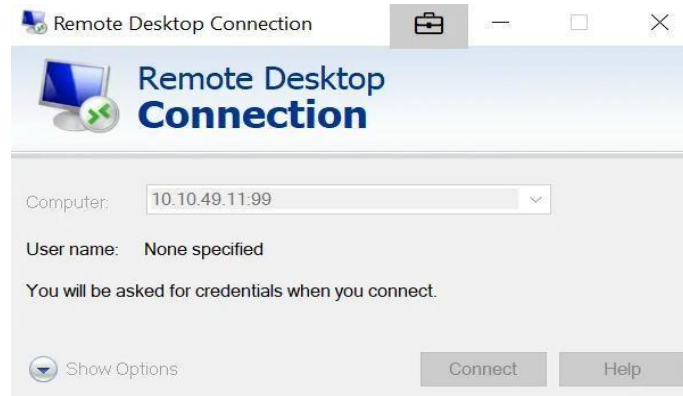 Remote Desktop Connection
Remote Desktop
Connection
Computer: 10.10.49.11:99
User name: None specified
You will be asked for credentials when you connect.
Show Options Connect Help